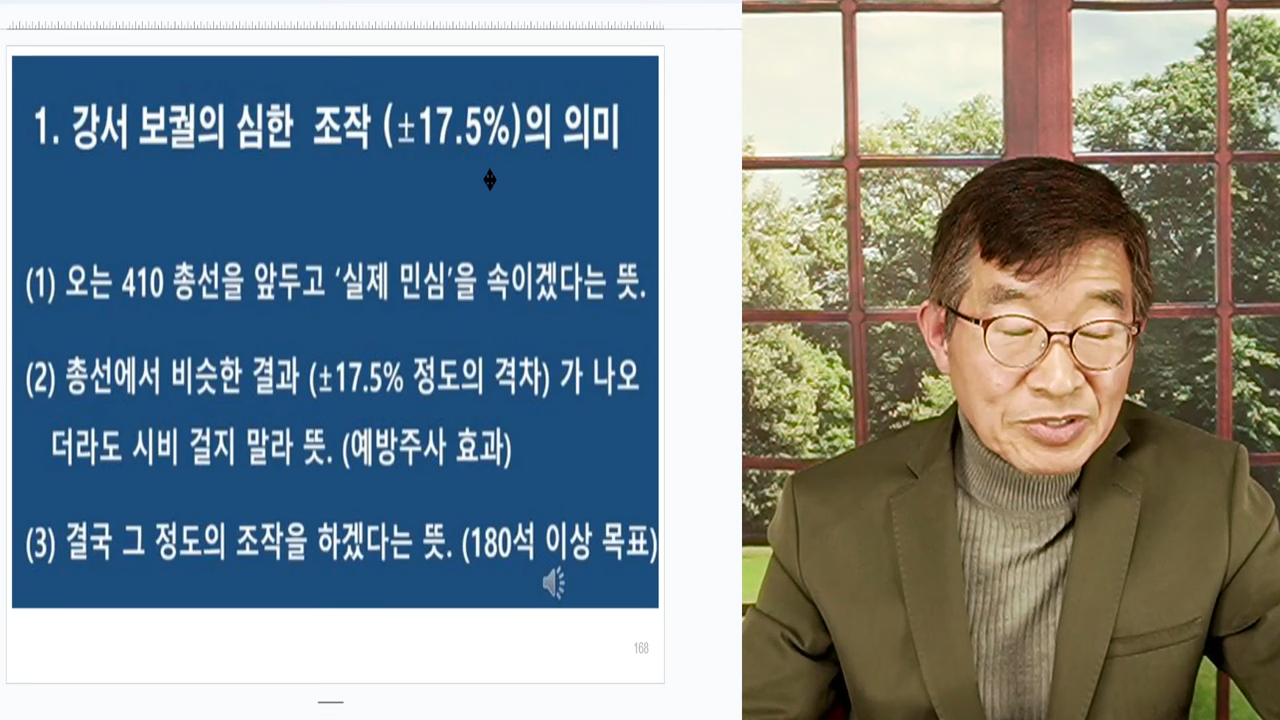 1. 강서 보궐의 심한 조작 (±17.5%)의 의미
(1) 오는 410 총선을 앞두고 '실제 민심'을 속이겠다는 뜻.
(2) 총선에서 비슷한 결과 (±17.5% 정도의 격차) 가 나오
더라도 시비 걸지 말라 뜻. (예방주사 효과)
(3) 결국 그 정도의 조작을 하겠다는 뜻. (180석 이상 목표)
168